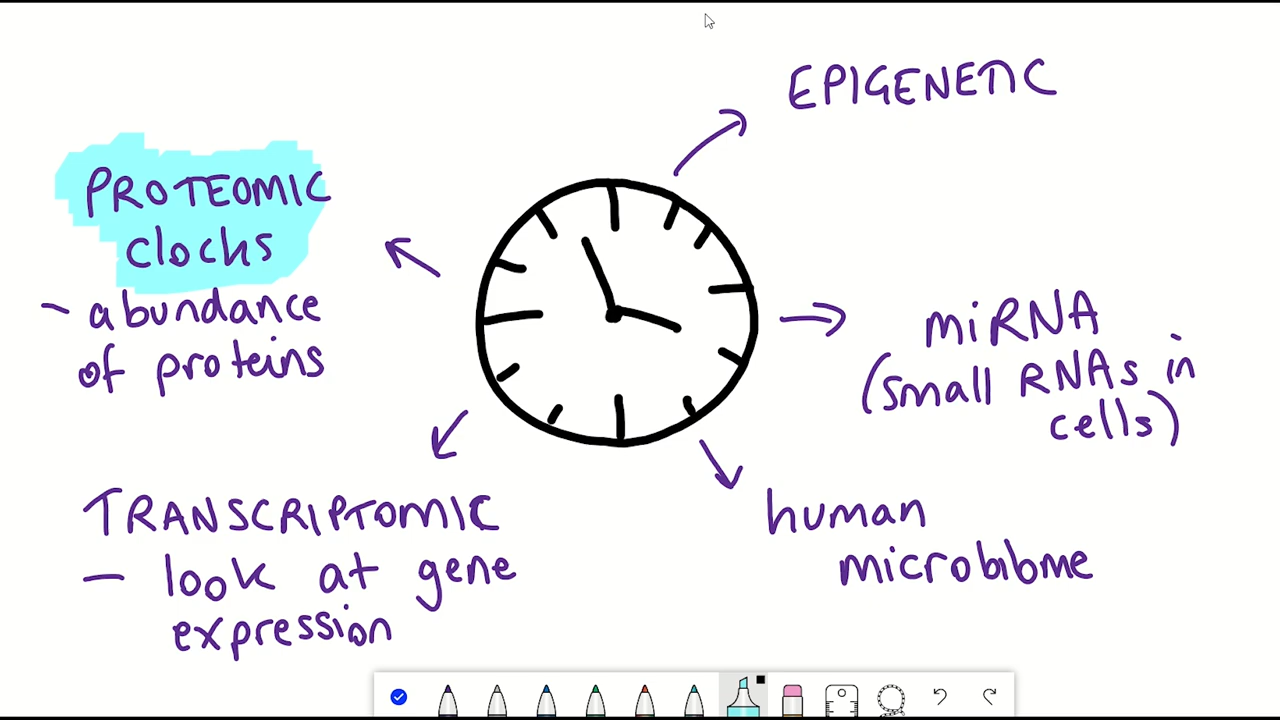 EPIGENETIC
PROTEOMIC
clocks
- abundance
of proteins
miRNA
(small RNAs in
cells)
TRANSCRIPTOMIC
- look at gene
expression
human
microbiome